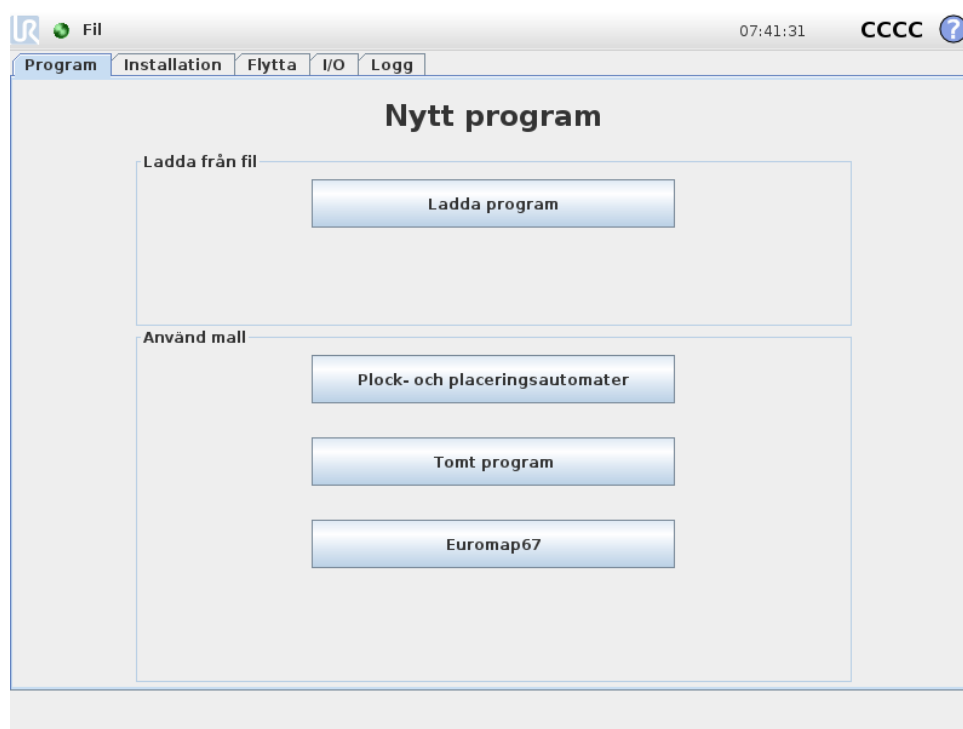 UR Fil 07:41:31 CCCC ?
Program Installation Flytta I/O Logg
Nytt program
Ladda från fil
Ladda program
Använd mall
Plock- och placeringsautomater
Tomt program
Euromap67